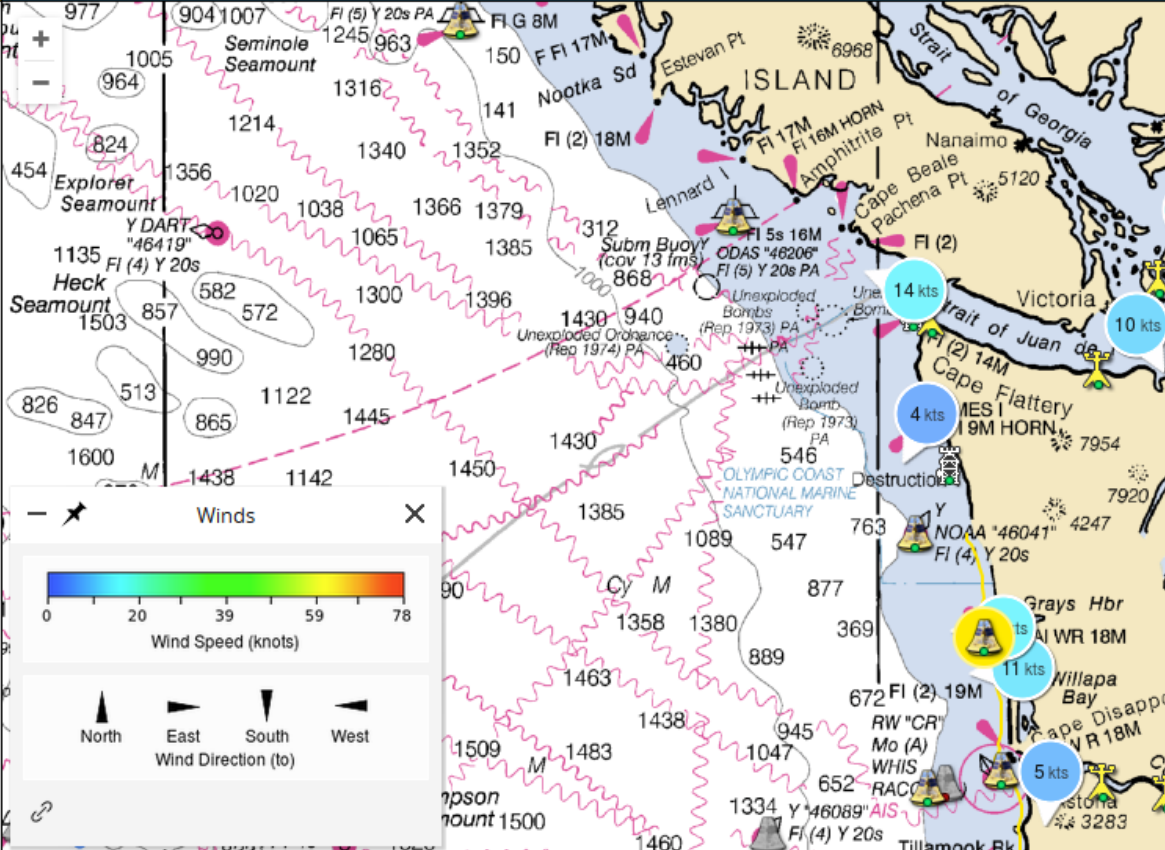 977
904
1007
Fl (5) Y 20s PA
1245
963
Fl G 8M
150
Seminole
Seamount
1005
964
1316
141
F Fl 17M
Nootka Sd
Estevan Pt
6968
ISLAND
Strait
of Georgia
Nanaimo
5120
1214
824
454
1340
1352
Fl (2) 18M
Fl 17M
Fl 16M HORN
Amphitrite Pt
Lennard I
Cape Beale
Pachena Pt
Explorer
Seamount
1356
1020
1038
1366
1379
312
Y DART
"46419"
Fl (4) Y 20s
1065
1385
Subm Buoy
(cov 13 fms)
868
Y
Fl 5s 16M
ODAS "46206"
Fl (5) Y 20s PA
Fl (2)
1135
Heck
Seamount
582
572
857
1503
990
1300
1396
1000
1430
940
Unexploded
Bombs
(Rep 1973) PA
14 kts
Victoria
10 kts
Unexploded Ordnance
(Rep 1974) PA
PA
460
1280
(2) 14M
Cape Flattery
Unexploded
Bomb
(Rep 1973)
PA
513
826
847
865
1122
1445
1430
1450
546
4 kts
19M HORN
7954
7920
4247
1600
M
1438
1142
OLYMPIC COAST
NATIONAL MARINE
SANCTUARY
Destruction
1385
763
Y
NOAA "46041"
Fl (4) Y 20s
1089
547
Winds
0
20
39
59
78
Wind Speed (knots)
North
East
South
West
Wind Direction (to)
90
Cy M
877
1358
1380
369
889
Grays Hbr
WR 18M
kts
11 kts
Willapa
Bay
1463
1438
672
Fl (2) 19M
RW "CR"
Mo (A)
WHIS
AIS
945
1047
652
1509
1483
M
5 kts
3283
1334
Y "46089"
Fl (4) Y 20s
1500
1460
Tillamook Rk